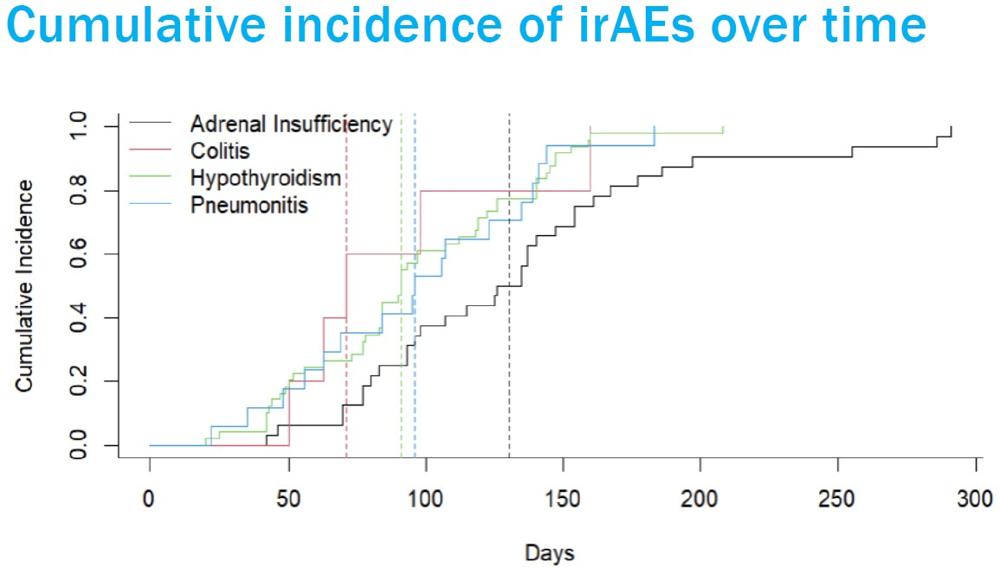 Cumulative incidence of irAEs over time
Adrenal Insufficiency
Colitis
Hypothyroidism
Pneumonitis
Cumulative Incidence
1.0
0.8
0.6
0.4
0.2
0.0
0 50 100 150 200 250 300
Days